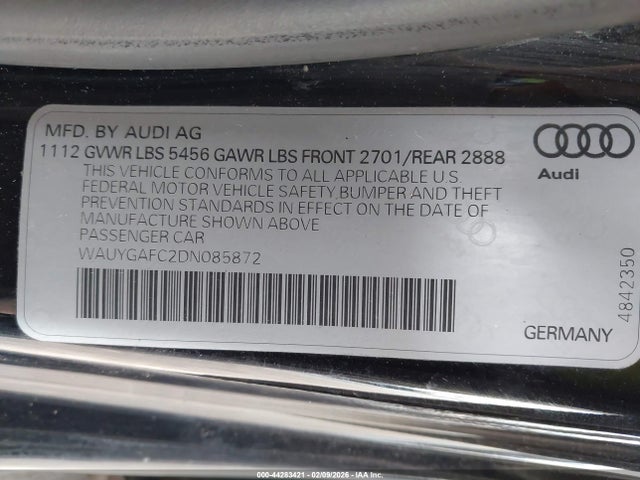 MFD. BY AUDI AG
1112 GVWR LBS 5456 GAWR LBS FRONT 2701/REAR 2888
THIS VEHICLE CONFORMS TO ALL APPLICABLE U.S.
FEDERAL MOTOR VEHICLE SAFETY,BUMPER AND THEFT
PREVENTION STANDARDS IN EFFECT ON THE DATE OF
MANUFACTURE SHOWN ABOVE
PASSENGER CAR
WAUYGAFC2DN085872
Audi
4842350
GERMANY
000-44283421 - 02/09/2026 - IAA Inc.